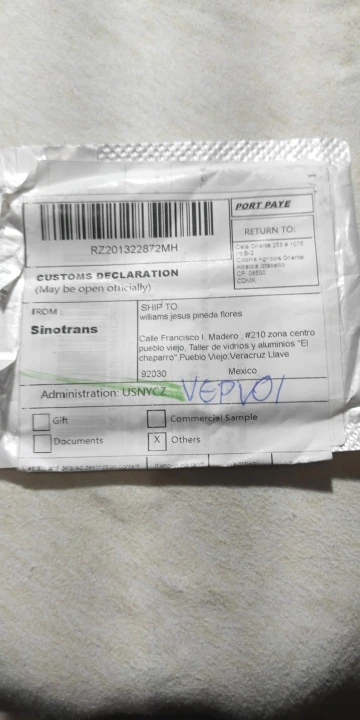 PORT PAYE
RZ201322872MH
RETURN TO:
CUSTOMS DECLARATION
(May be open officially)
CDMX
FROM :
Sinotrans
SHIP TO:
williams jesus pineda flores
Calle Francisco I. Madero , #210 zona centro
pueblo viejo, Taller de vidrios y aluminios "El
chaparro",Pueblo Viejo,Veracruz Llave
92030 Mexico
Administration: USNYCZ VEPV01
Gift
Commercial Sample
Documents
X Others